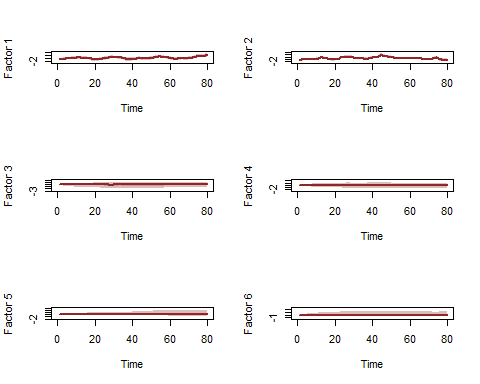 Factor 1
-2
0 20 40 60 80
Time
Factor 2
-2
0 20 40 60 80
Time
Factor 3
-3
0 20 40 60 80
Time
Factor 4
-2
0 20 40 60 80
Time
Factor 5
-2
0 20 40 60 80
Time
Factor 6
-1
0 20 40 60 80
Time